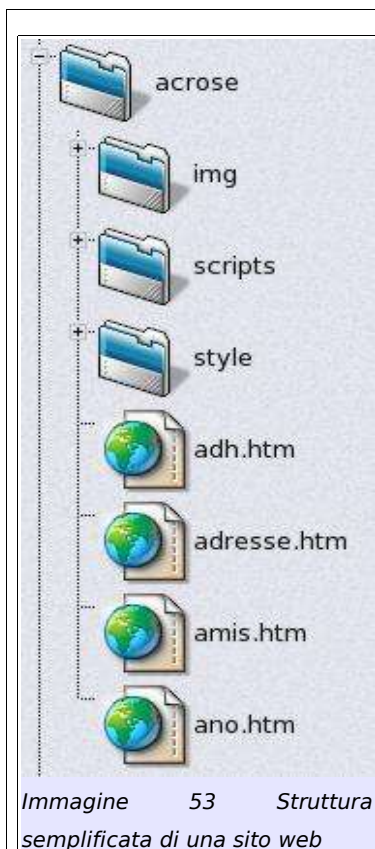 acrose
img
scripts
style
adh.htm
adresse.htm
amis.htm
ano.htm
Immagine 53 Struttura
semplificata di una sito web